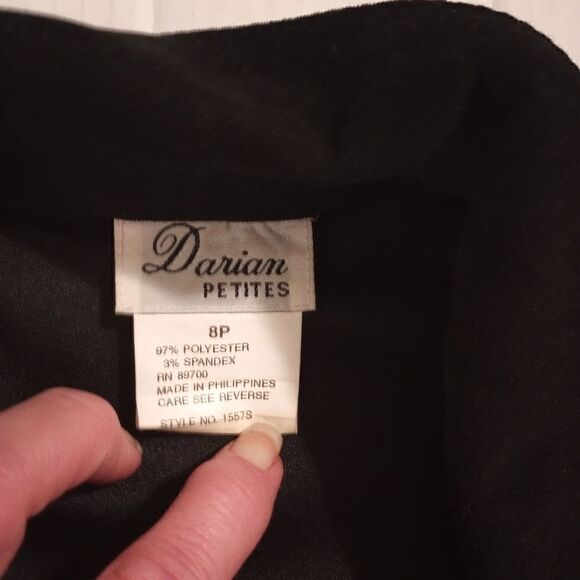 Darian
PETITES
8P
97% POLYESTER
3% SPANDEX
RN 89700
MADE IN PHILIPPINES
CARE SEE REVERSE
STYLE NO. 1557S